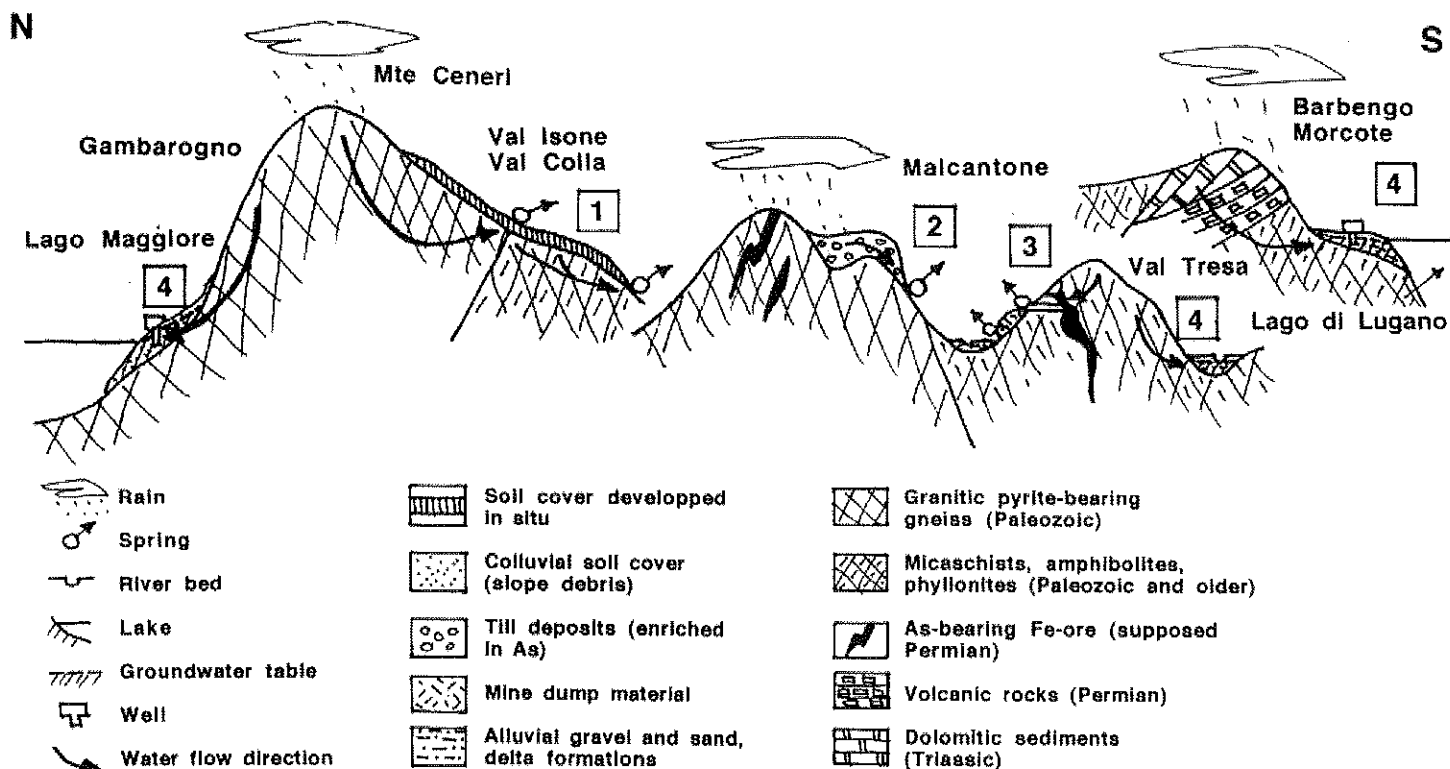 N
S
Mte Ceneri
Gambarogno
Val Isone
Val Colla
Lago Maggiore
Malcantone
Barbengo
Morcote
4
1
2
3
4
4
Val Tresa
Lago di Lugano
Rain
Spring
River bed
Lake
Groundwater table
Well
Water flow direction
Soil cover developped
in situ
Colluvial soil cover
(slope debris)
Till deposits (enriched
in As)
Mine dump material
Alluvial gravel and sand,
delta formations
Granitic pyrite-bearing
gneiss (Paleozoic)
Micaschists, amphibolites,
phyllonites (Paleozoic and older)
As-bearing Fe-ore (supposed
Permian)
Volcanic rocks (Permian)
Dolomitic sediments
(Triassic)